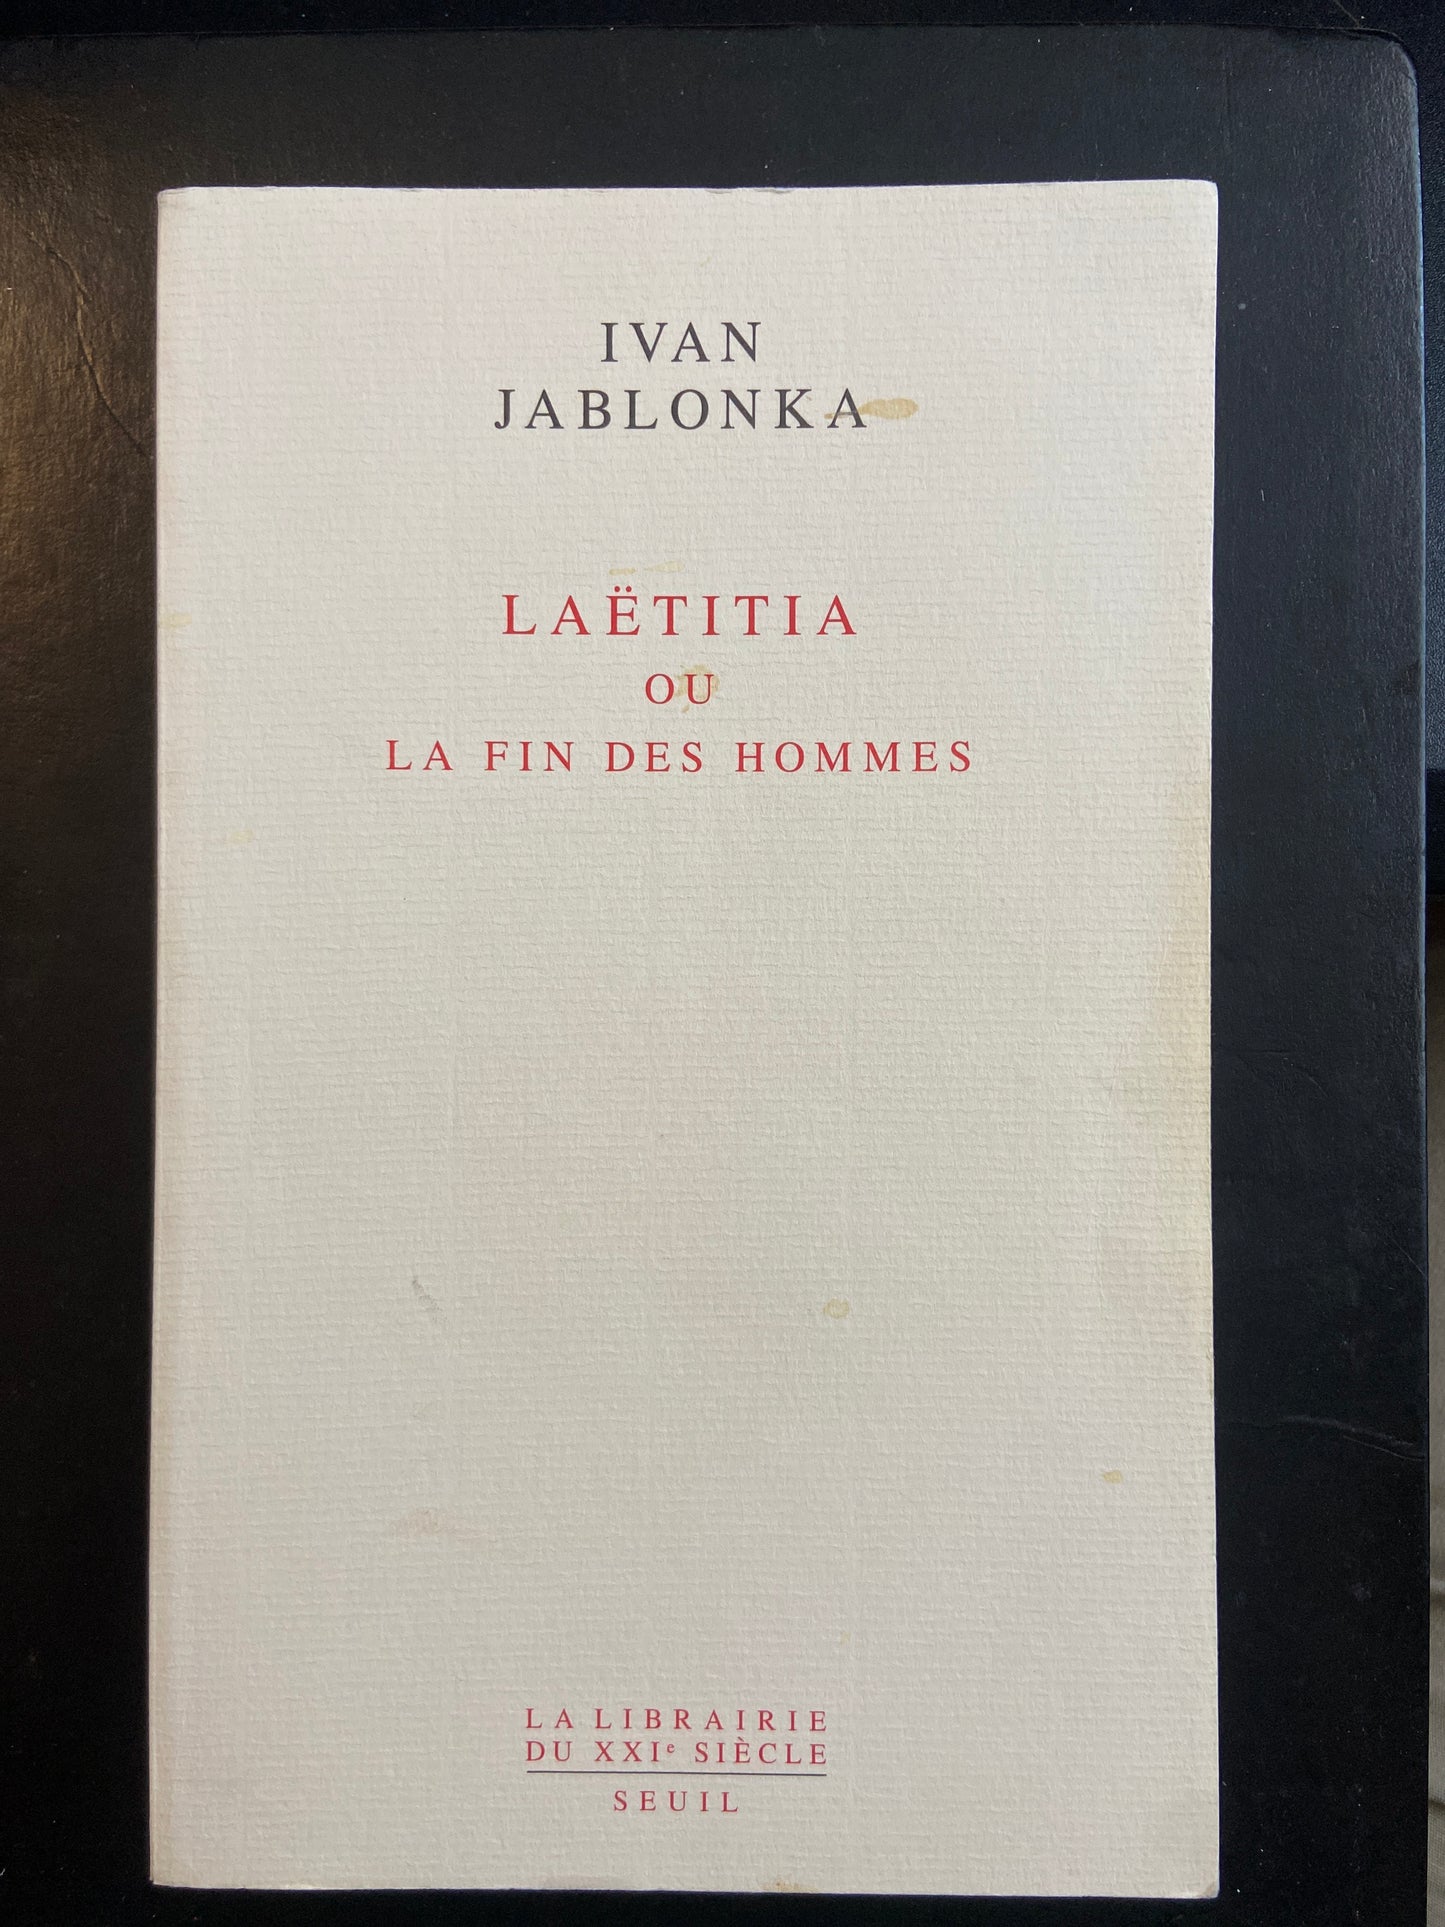 IVAN
JABLONKA
LAËTITIA
OU
LA FIN DES HOMMES
LA LIBRAIRIE
DU XXIe SIÈCLE
SEUIL